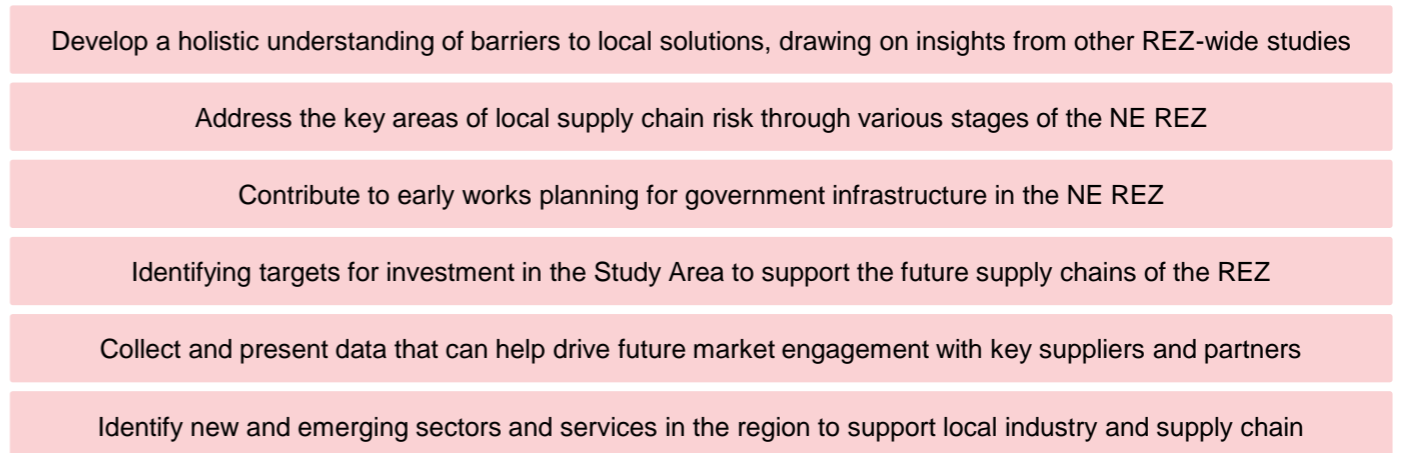 Develop a holistic understanding of barriers to local solutions, drawing on insights from other REZ-wide studies
Address the key areas of local supply chain risk through various stages of the NE REZ
Contribute to early works planning for government infrastructure in the NE REZ
Identifying targets for investment in the Study Area to support the future supply chains of the REZ
Collect and present data that can help drive future market engagement with key suppliers and partners
Identify new and emerging sectors and services in the region to support local industry and supply chain